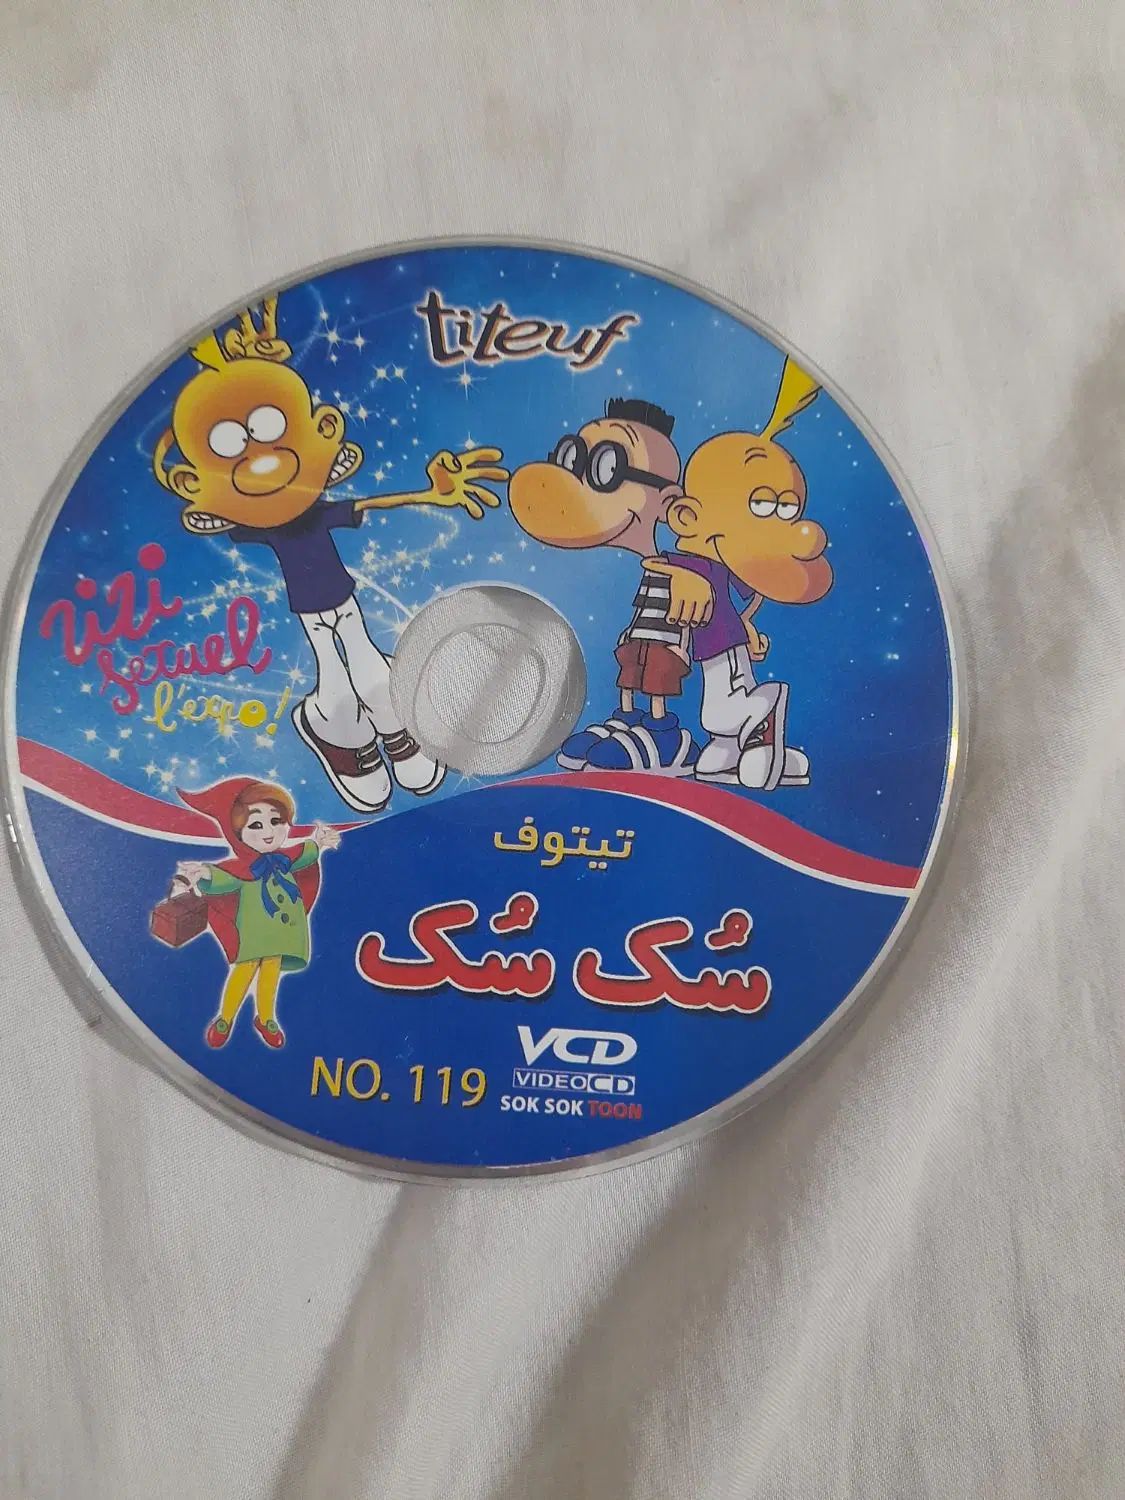 titeuf
zizi
sexuel
l'expo!
تیتوف
سُک سُک
VCD
VIDEO CD
NO. 119
SOK SOK TOON